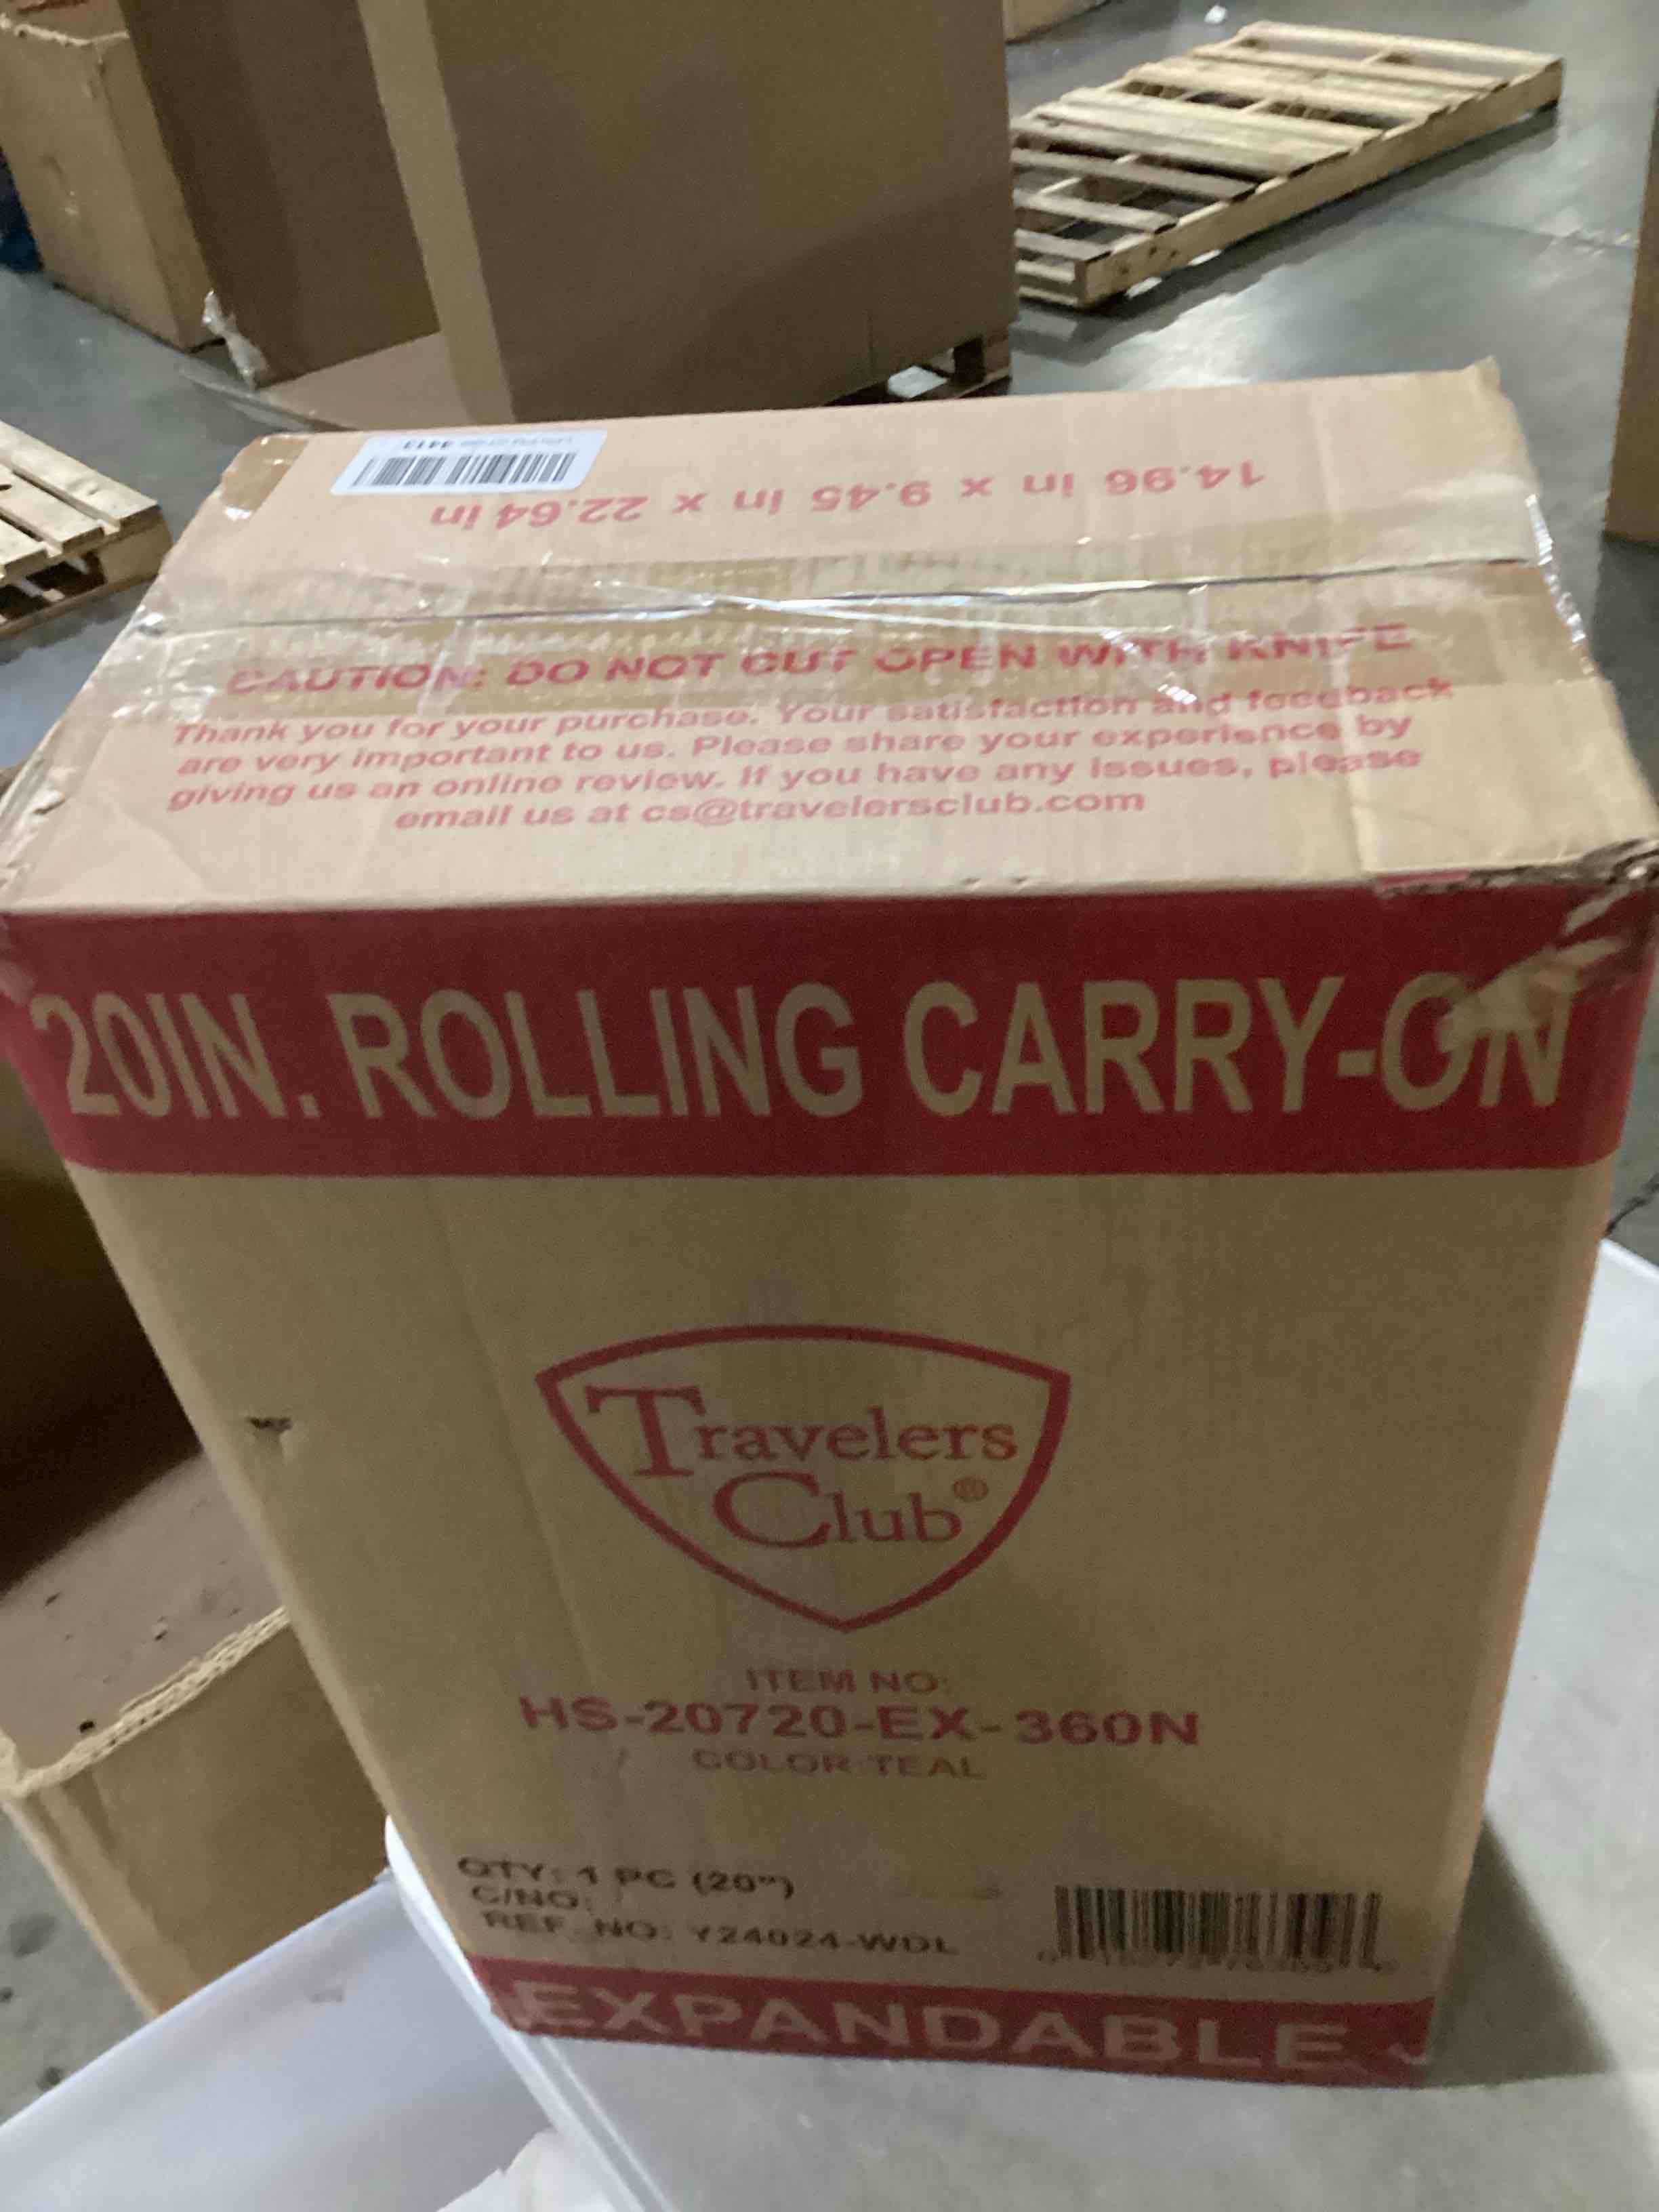 14.96 in x 9.45 in x 22.64 in
CAUTION: DO NOT CUT OPEN WITH KNIFE
Thank you for your purchase. Your satisfaction and feedback
are very important to us. Please share your experience by
giving us an online review. If you have any issues, please
email us at cs@travelersclub.com
20IN. ROLLING CARRY-ON
Travelers
Club®
ITEM NO:
HS-20720-EX-360N
COLOR:TEAL
QTY: 1 PC (20")
C/NO:
REF. NO: Y24024-WDL
EXPANDABLE